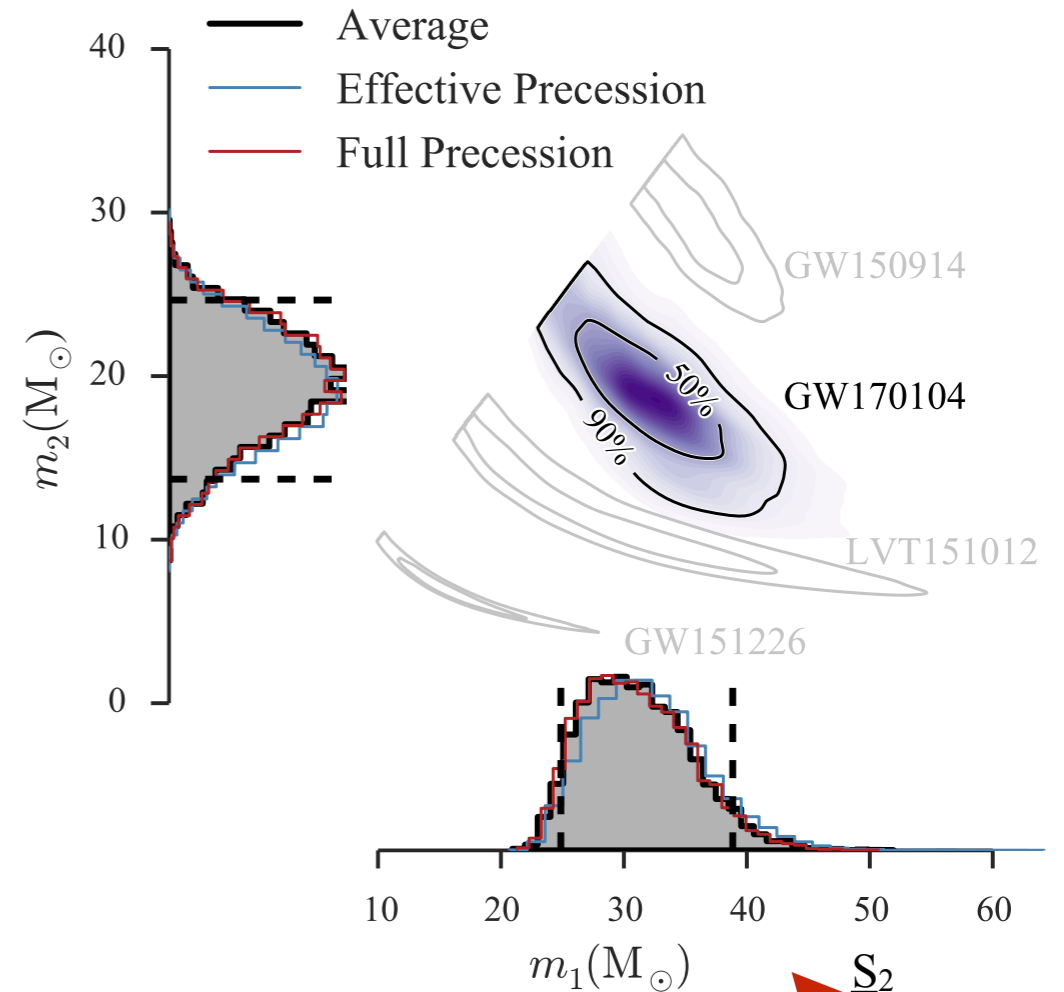 Average
Effective Precession
Full Precession
40
30
20
10
0
m₂(M☉)
GW150914
GW170104
50%
90%
LVT151012
GW151226
10 20 30 40 50 60
m₁(M☉)
S₂